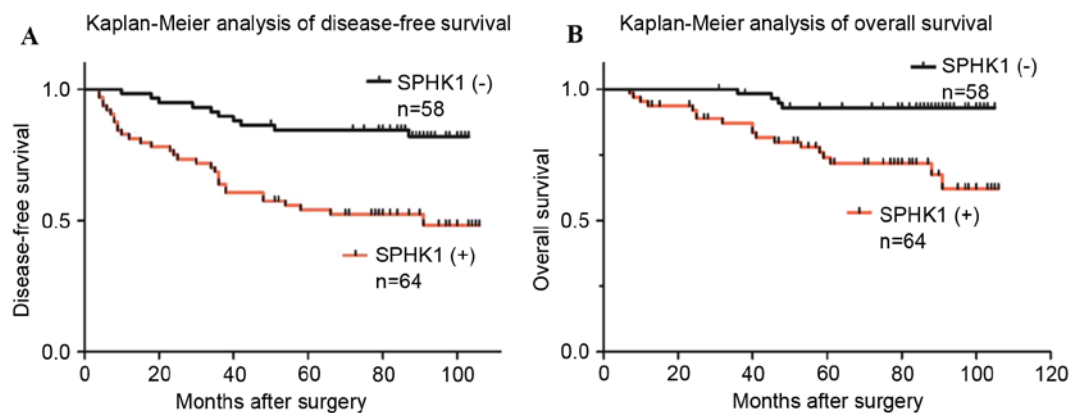 A
Kaplan-Meier analysis of disease-free survival
SPHK1 (-)
n=58
1.0
0.5
0.0
Disease-free survival
SPHK1 (+)
n=64
0 20 40 60 80 100
Months after surgery
B
Kaplan-Meier analysis of overall survival
SPHK1 (-)
n=58
1.0
0.5
0.0
Overall survival
SPHK1 (+)
n=64
0 20 40 60 80 100 120
Months after surgery